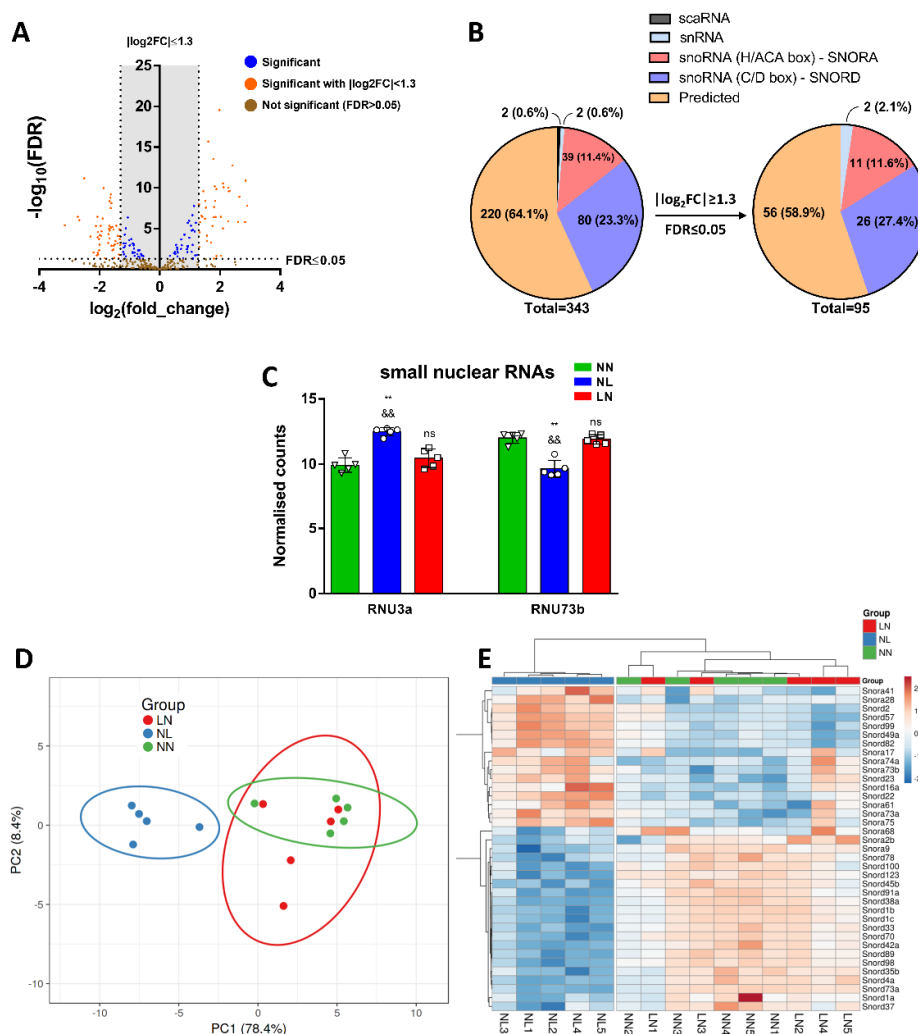 A
|log2FC|≤1.3
Significant
Significant with |log2FC|<1.3
Not significant (FDR>0.05)
-log10(FDR)
25
20
15
10
5
FDR≤0.05
-4 -2 0 2 4
log2(fold_change)
B
scaRNA
snRNA
snoRNA (H/ACA box) - SNORA
snoRNA (C/D box) - SNORD
Predicted
2 (0.6%) 2 (0.6%)
39 (11.4%)
220 (64.1%)
80 (23.3%)
Total=343
|log2FC| ≥1.3
FDR≤0.05
2 (2.1%)
11 (11.6%)
56 (58.9%)
26 (27.4%)
Total=95
C
small nuclear RNAs
NN
NL
LN
Normalised counts
15
10
5
0
**
&&
ns
**
&&
ns
RNU3a RNU73b
D
Group
LN
NL
NN
PC2 (8.4%)
5
0
-5
-10
-10 -5 0 5 10
PC1 (78.4%)
E
Group
LN
NL
NN
Group
Snora41
Snora28
Snord2
Snord57
Snord99
Snord49a
Snord82
Snora17
Snora74a
Snora73b
Snord23
Snord16a
Snord22
Snora61
Snora73a
Snora75
Snora68
Snora2b
Snora9
Snord78
Snord100
Snord123
Snord45b
Snord91a
Snord38a
Snord1b
Snord1c
Snord33
Snord70
Snord42a
Snord89
Snord98
Snord35b
Snord4a
Snord73a
Snord1a
Snord37
NL3 NL1 NL2 NL4 NL5 NN2 LN1 NN3 LN3 NN4 NN5 NN1 LN2 LN4 LN5
2
1
0
-1